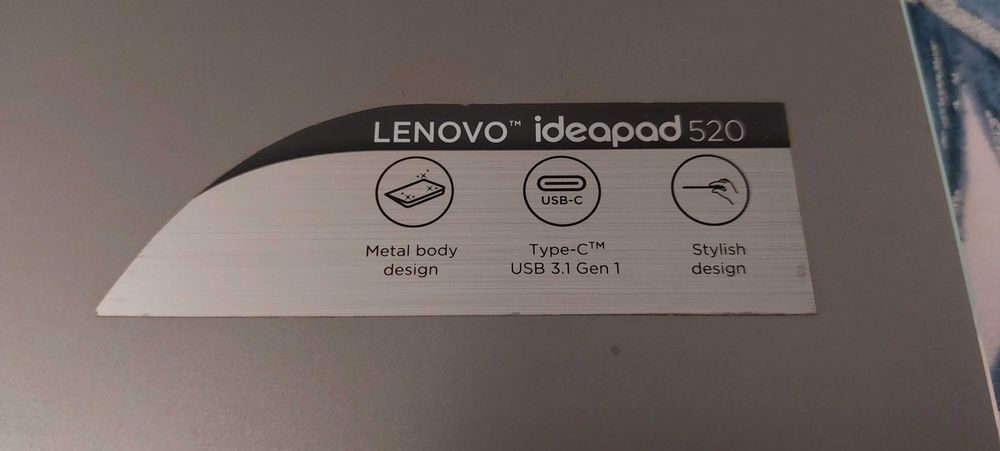 LENOVO™ ideapad 520
USB-C
Metal body
design
Type-C™
USB 3.1 Gen 1
Stylish
design